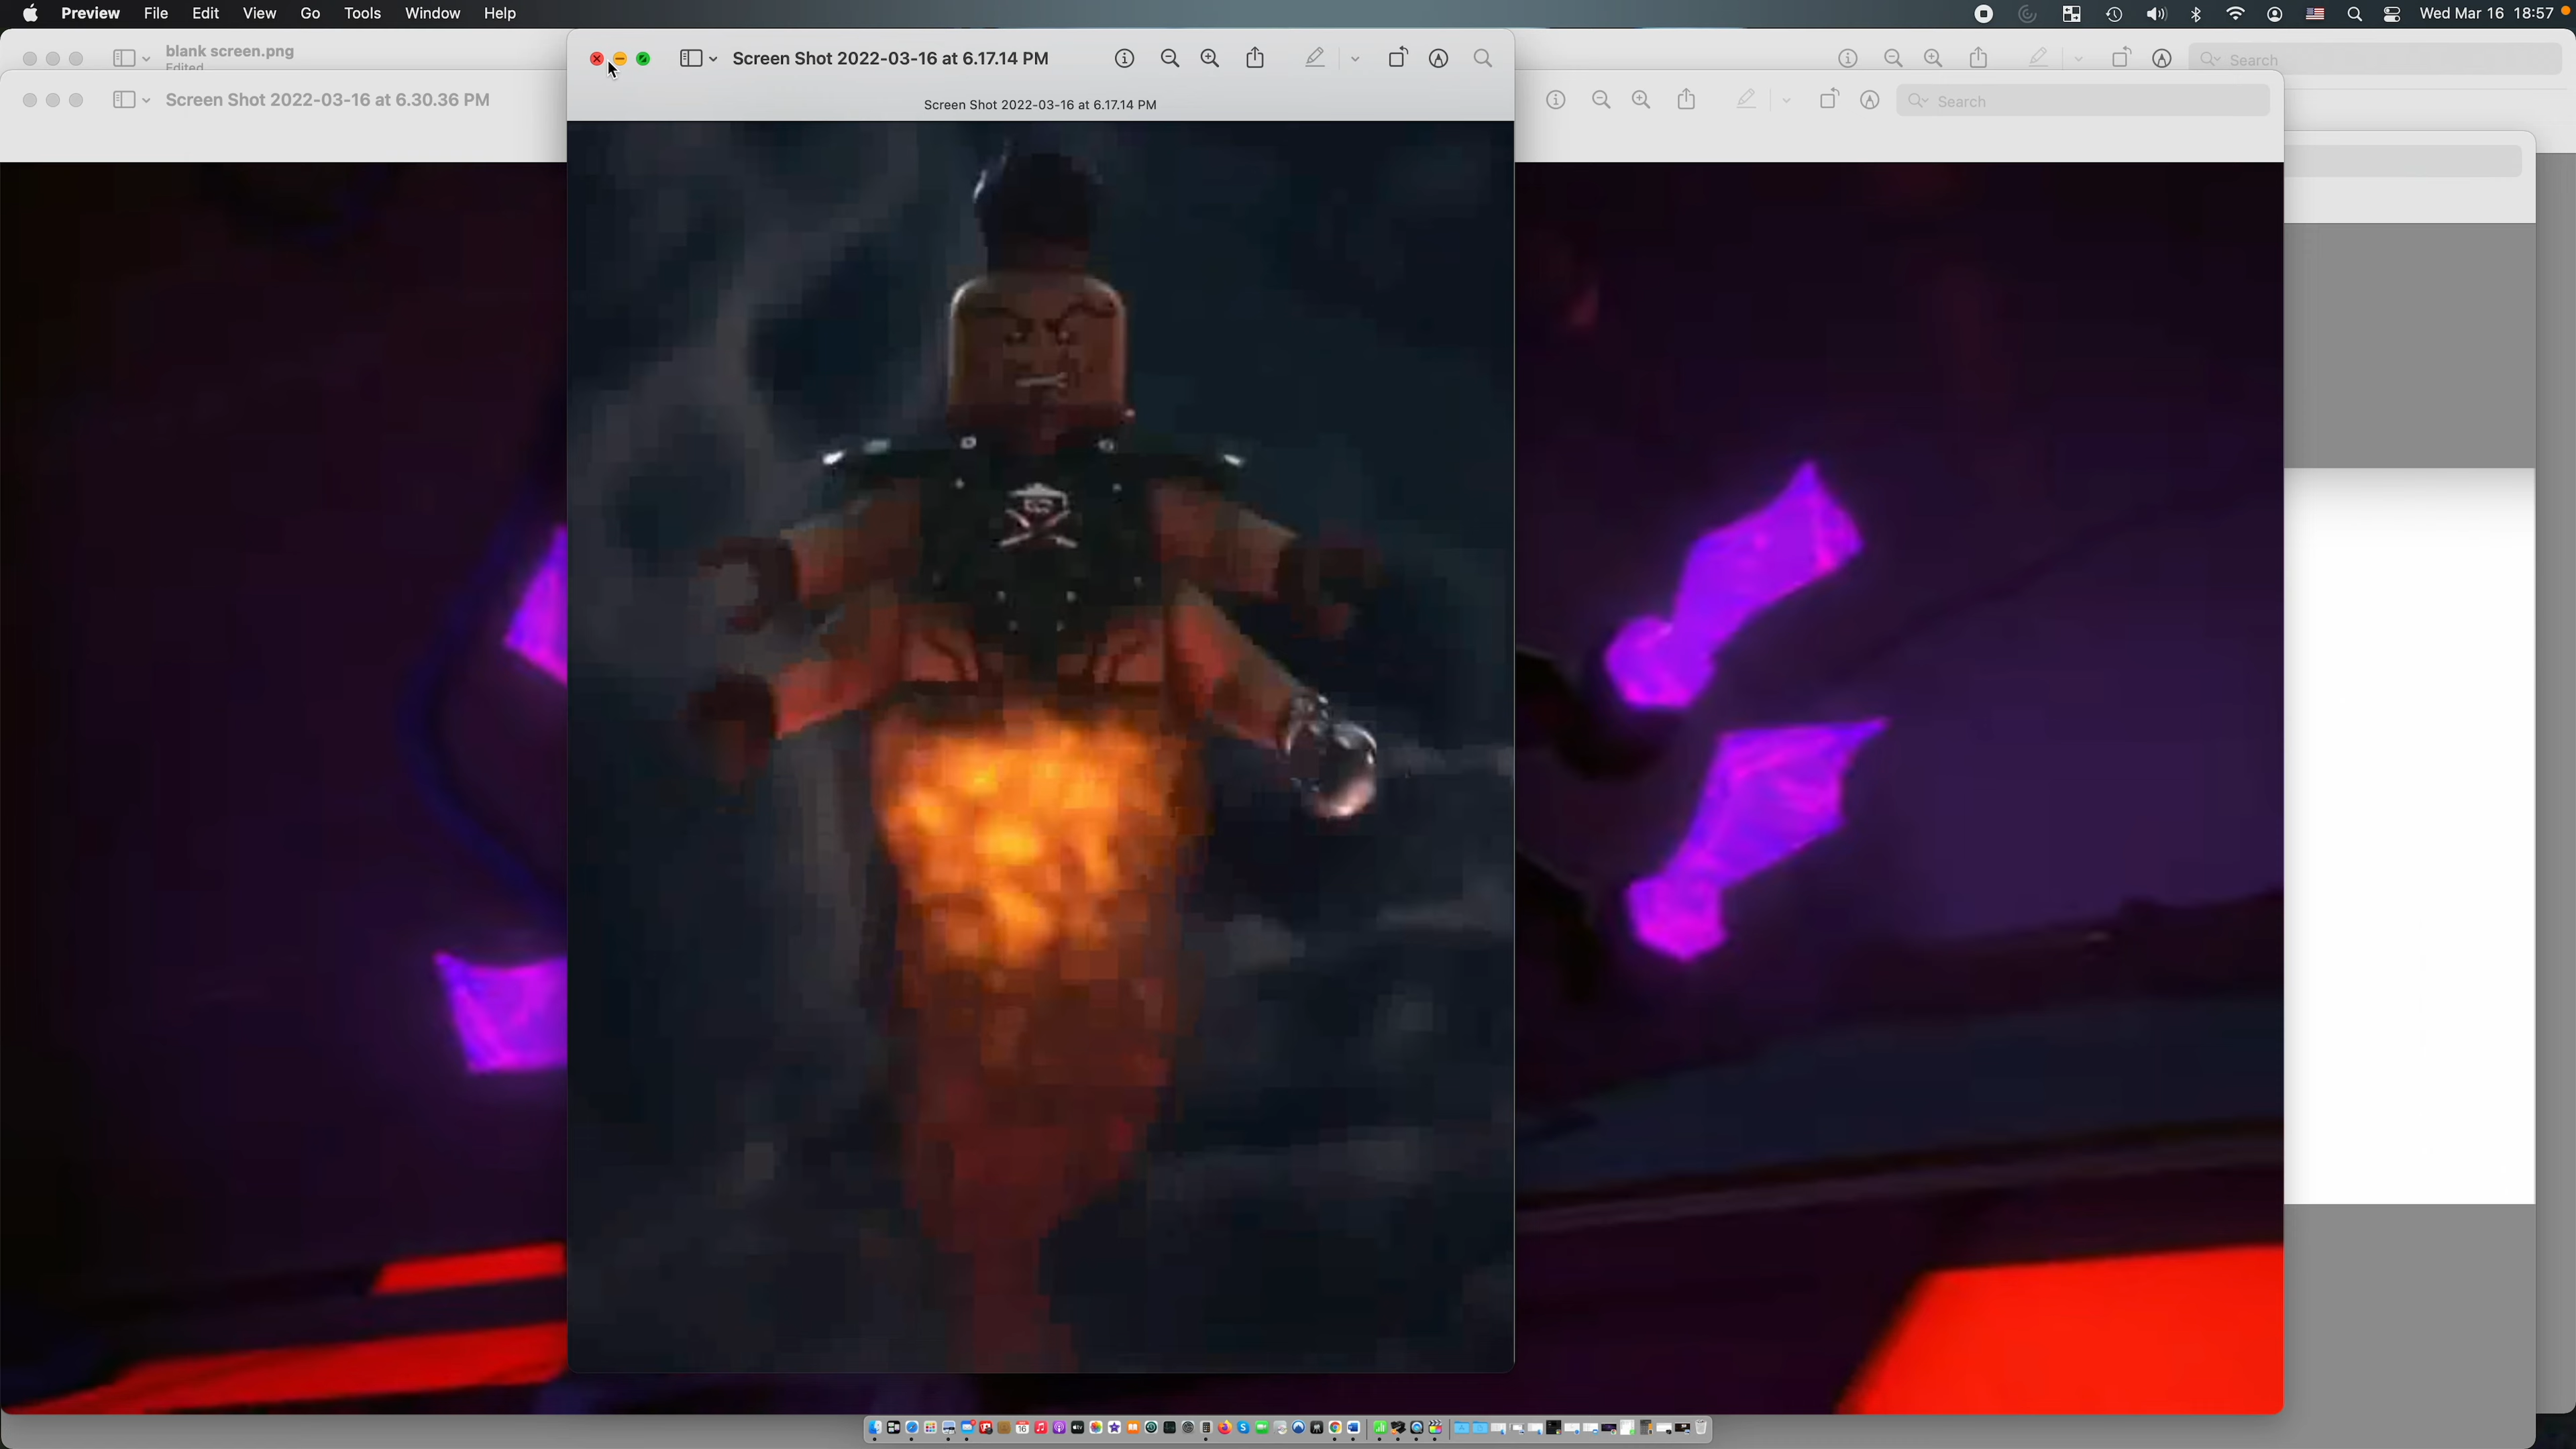 Preview File Edit View Go Tools Window Help Wed Mar 16 18:57
blank screen.png
Edited
Search
Screen Shot 2022-03-16 at 6.17.14 PM
Screen Shot 2022-03-16 at 6.30.36 PM
Search
Screen Shot 2022-03-16 at 6.17.14 PM